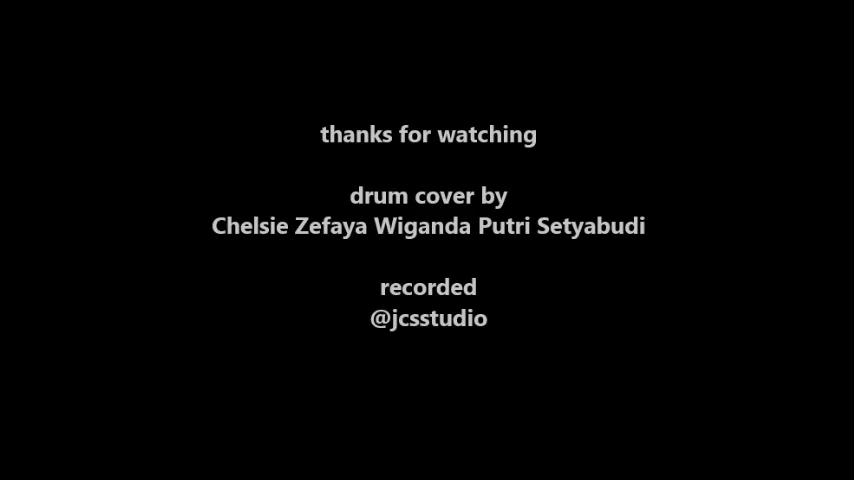 thanks for watching
drum cover by
Chelsie Zefaya Wiganda Putri Setyabudi
recorded
@jcsstudio